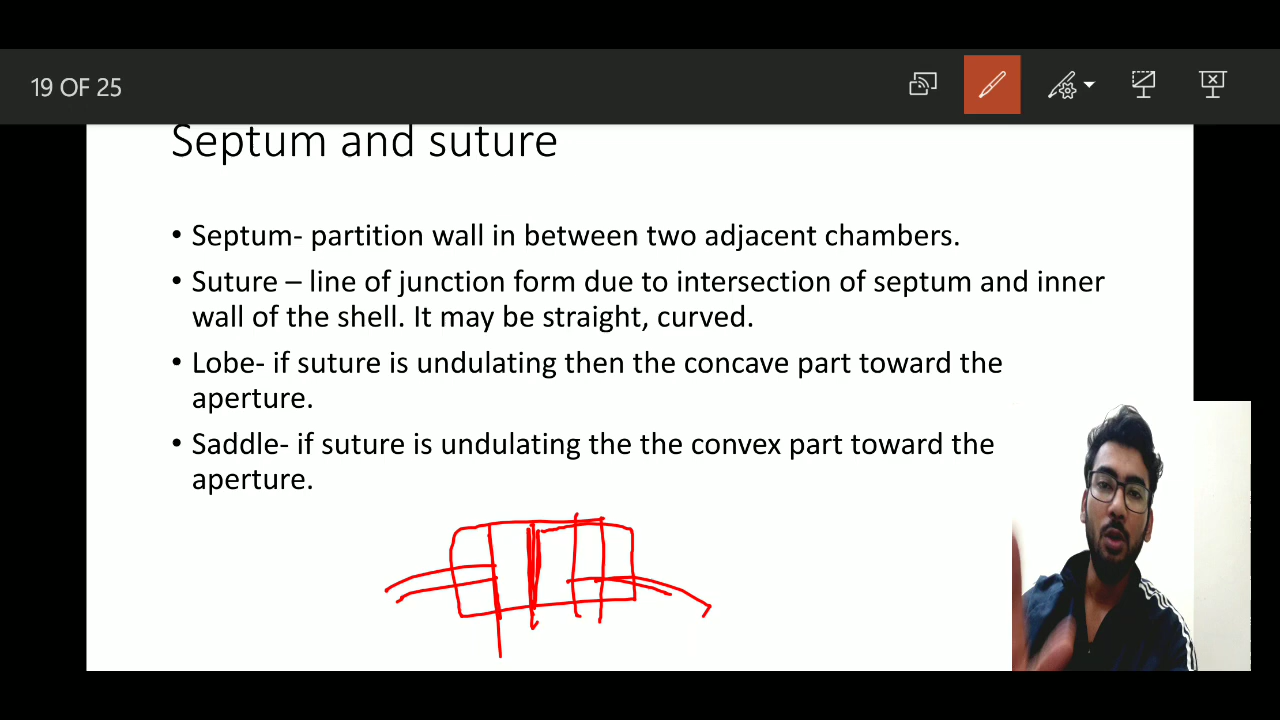 19 OF 25
Septum and suture
• Septum- partition wall in between two adjacent chambers.
• Suture – line of junction form due to intersection of septum and inner
wall of the shell. It may be straight, curved.
• Lobe- if suture is undulating then the concave part toward the
aperture.
• Saddle- if suture is undulating the the convex part toward the
aperture.